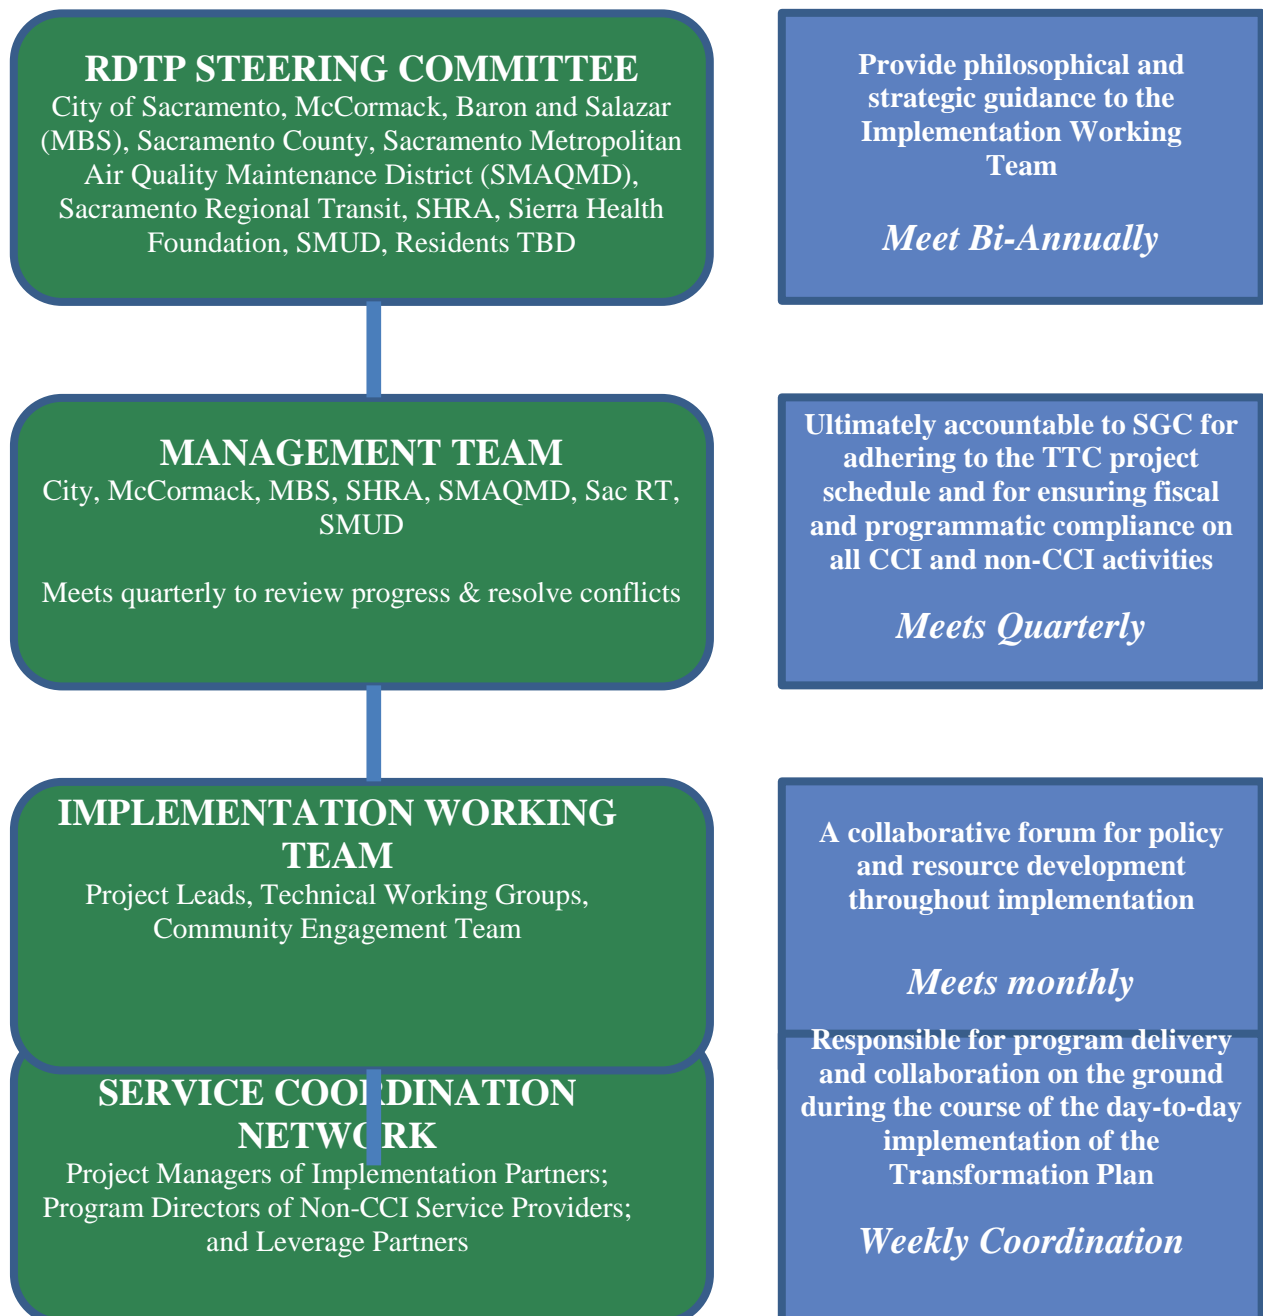 RDTP STEERING COMMITTEE
City of Sacramento, McCormack, Baron and Salazar
(MBS), Sacramento County, Sacramento Metropolitan
Air Quality Maintenance District (SMAQMD),
Sacramento Regional Transit, SHRA, Sierra Health
Foundation, SMUD, Residents TBD
Provide philosophical and
strategic guidance to the
Implementation Working
Team
Meet Bi-Annually
MANAGEMENT TEAM
City, McCormack, MBS, SHRA, SMAQMD, Sac RT,
SMUD
Meets quarterly to review progress & resolve conflicts
Ultimately accountable to SGC for
adhering to the TTC project
schedule and for ensuring fiscal
and programmatic compliance on
all CCI and non-CCI activities
Meets Quarterly
IMPLEMENTATION WORKING
TEAM
Project Leads, Technical Working Groups,
Community Engagement Team
A collaborative forum for policy
and resource development
throughout implementation
Meets monthly
SERVICE COORDINATION
NETWORK
Project Managers of Implementation Partners;
Program Directors of Non-CCI Service Providers;
and Leverage Partners
Responsible for program delivery
and collaboration on the ground
during the course of the day-to-day
implementation of the
Transformation Plan
Weekly Coordination